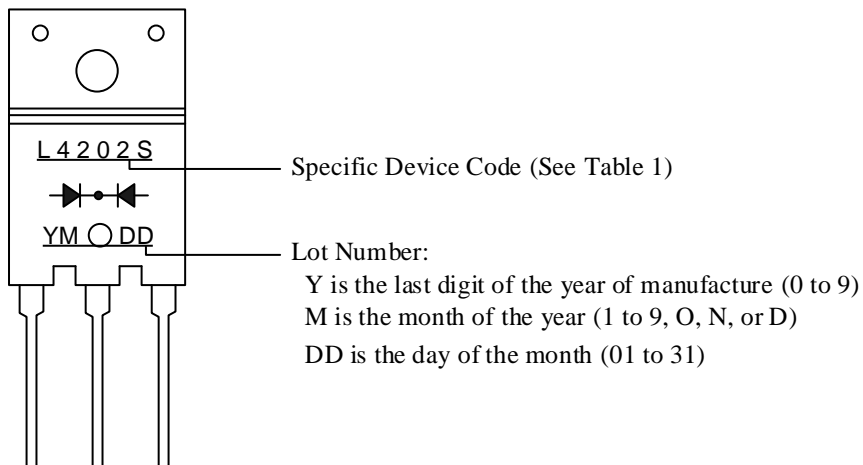 L4202S
Specific Device Code (See Table 1)
YM DD
Lot Number:
Y is the last digit of the year of manufacture (0 to 9)
M is the month of the year (1 to 9, O, N, or D)
DD is the day of the month (01 to 31)